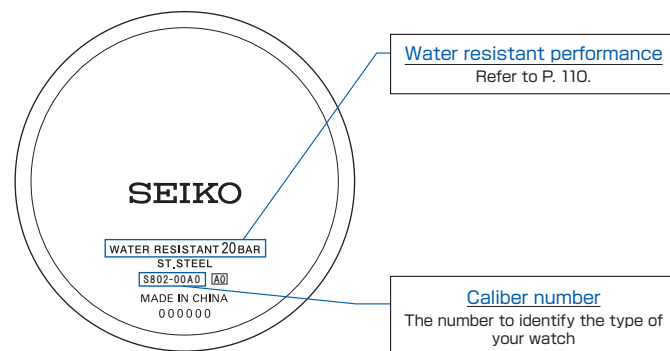 Water resistant performance
Refer to P. 110.
SEIKO
WATER RESISTANT 20BAR
ST.STEEL
S802-00A0 A0
MADE IN CHINA
000000
Caliber number
The number to identify the type of
your watch